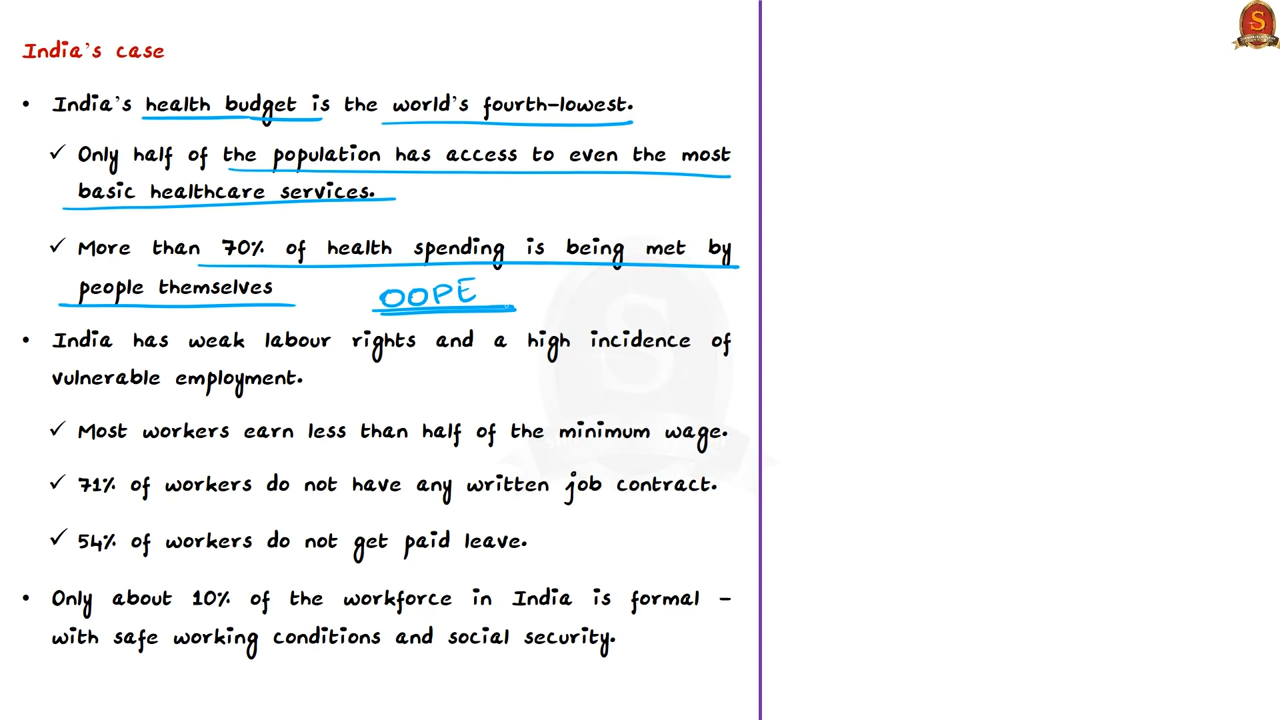 India's case
• India's health budget is the world's fourth-lowest.
✓ Only half of the population has access to even the most
basic healthcare services.
✓ More than 70% of health spending is being met by
people themselves
OOPE
• India has weak labour rights and a high incidence of
vulnerable employment.
✓ Most workers earn less than half of the minimum wage.
✓ 71% of workers do not have any written job contract.
✓ 54% of workers do not get paid leave.
• Only about 10% of the workforce in India is formal –
with safe working conditions and social security.
S